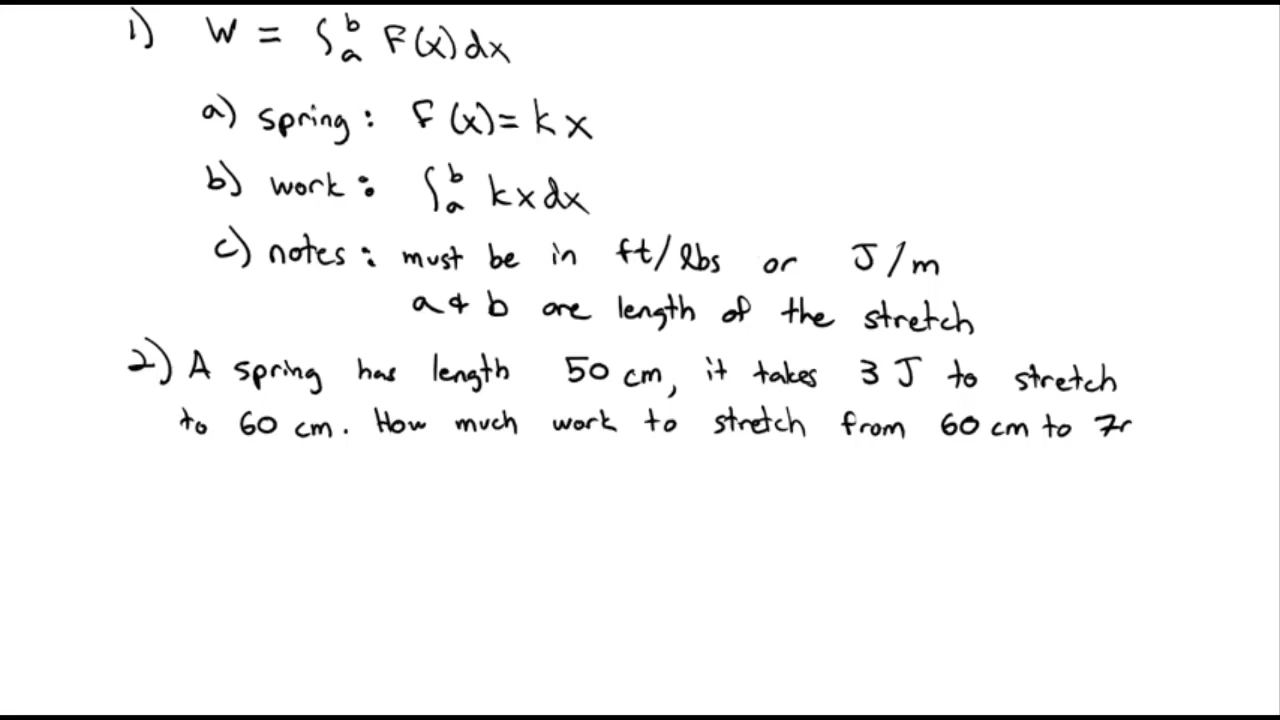 1) W = ∫ₐᵇ F(x)dx
a) spring: F(x)= kx
b) work: ∫ₐᵇ kxdx
c) notes: must be in ft/lbs or J/m
a & b are length of the stretch
2) A spring has length 50 cm, it takes 3 J to stretch
to 60 cm. How much work to stretch from 60 cm to